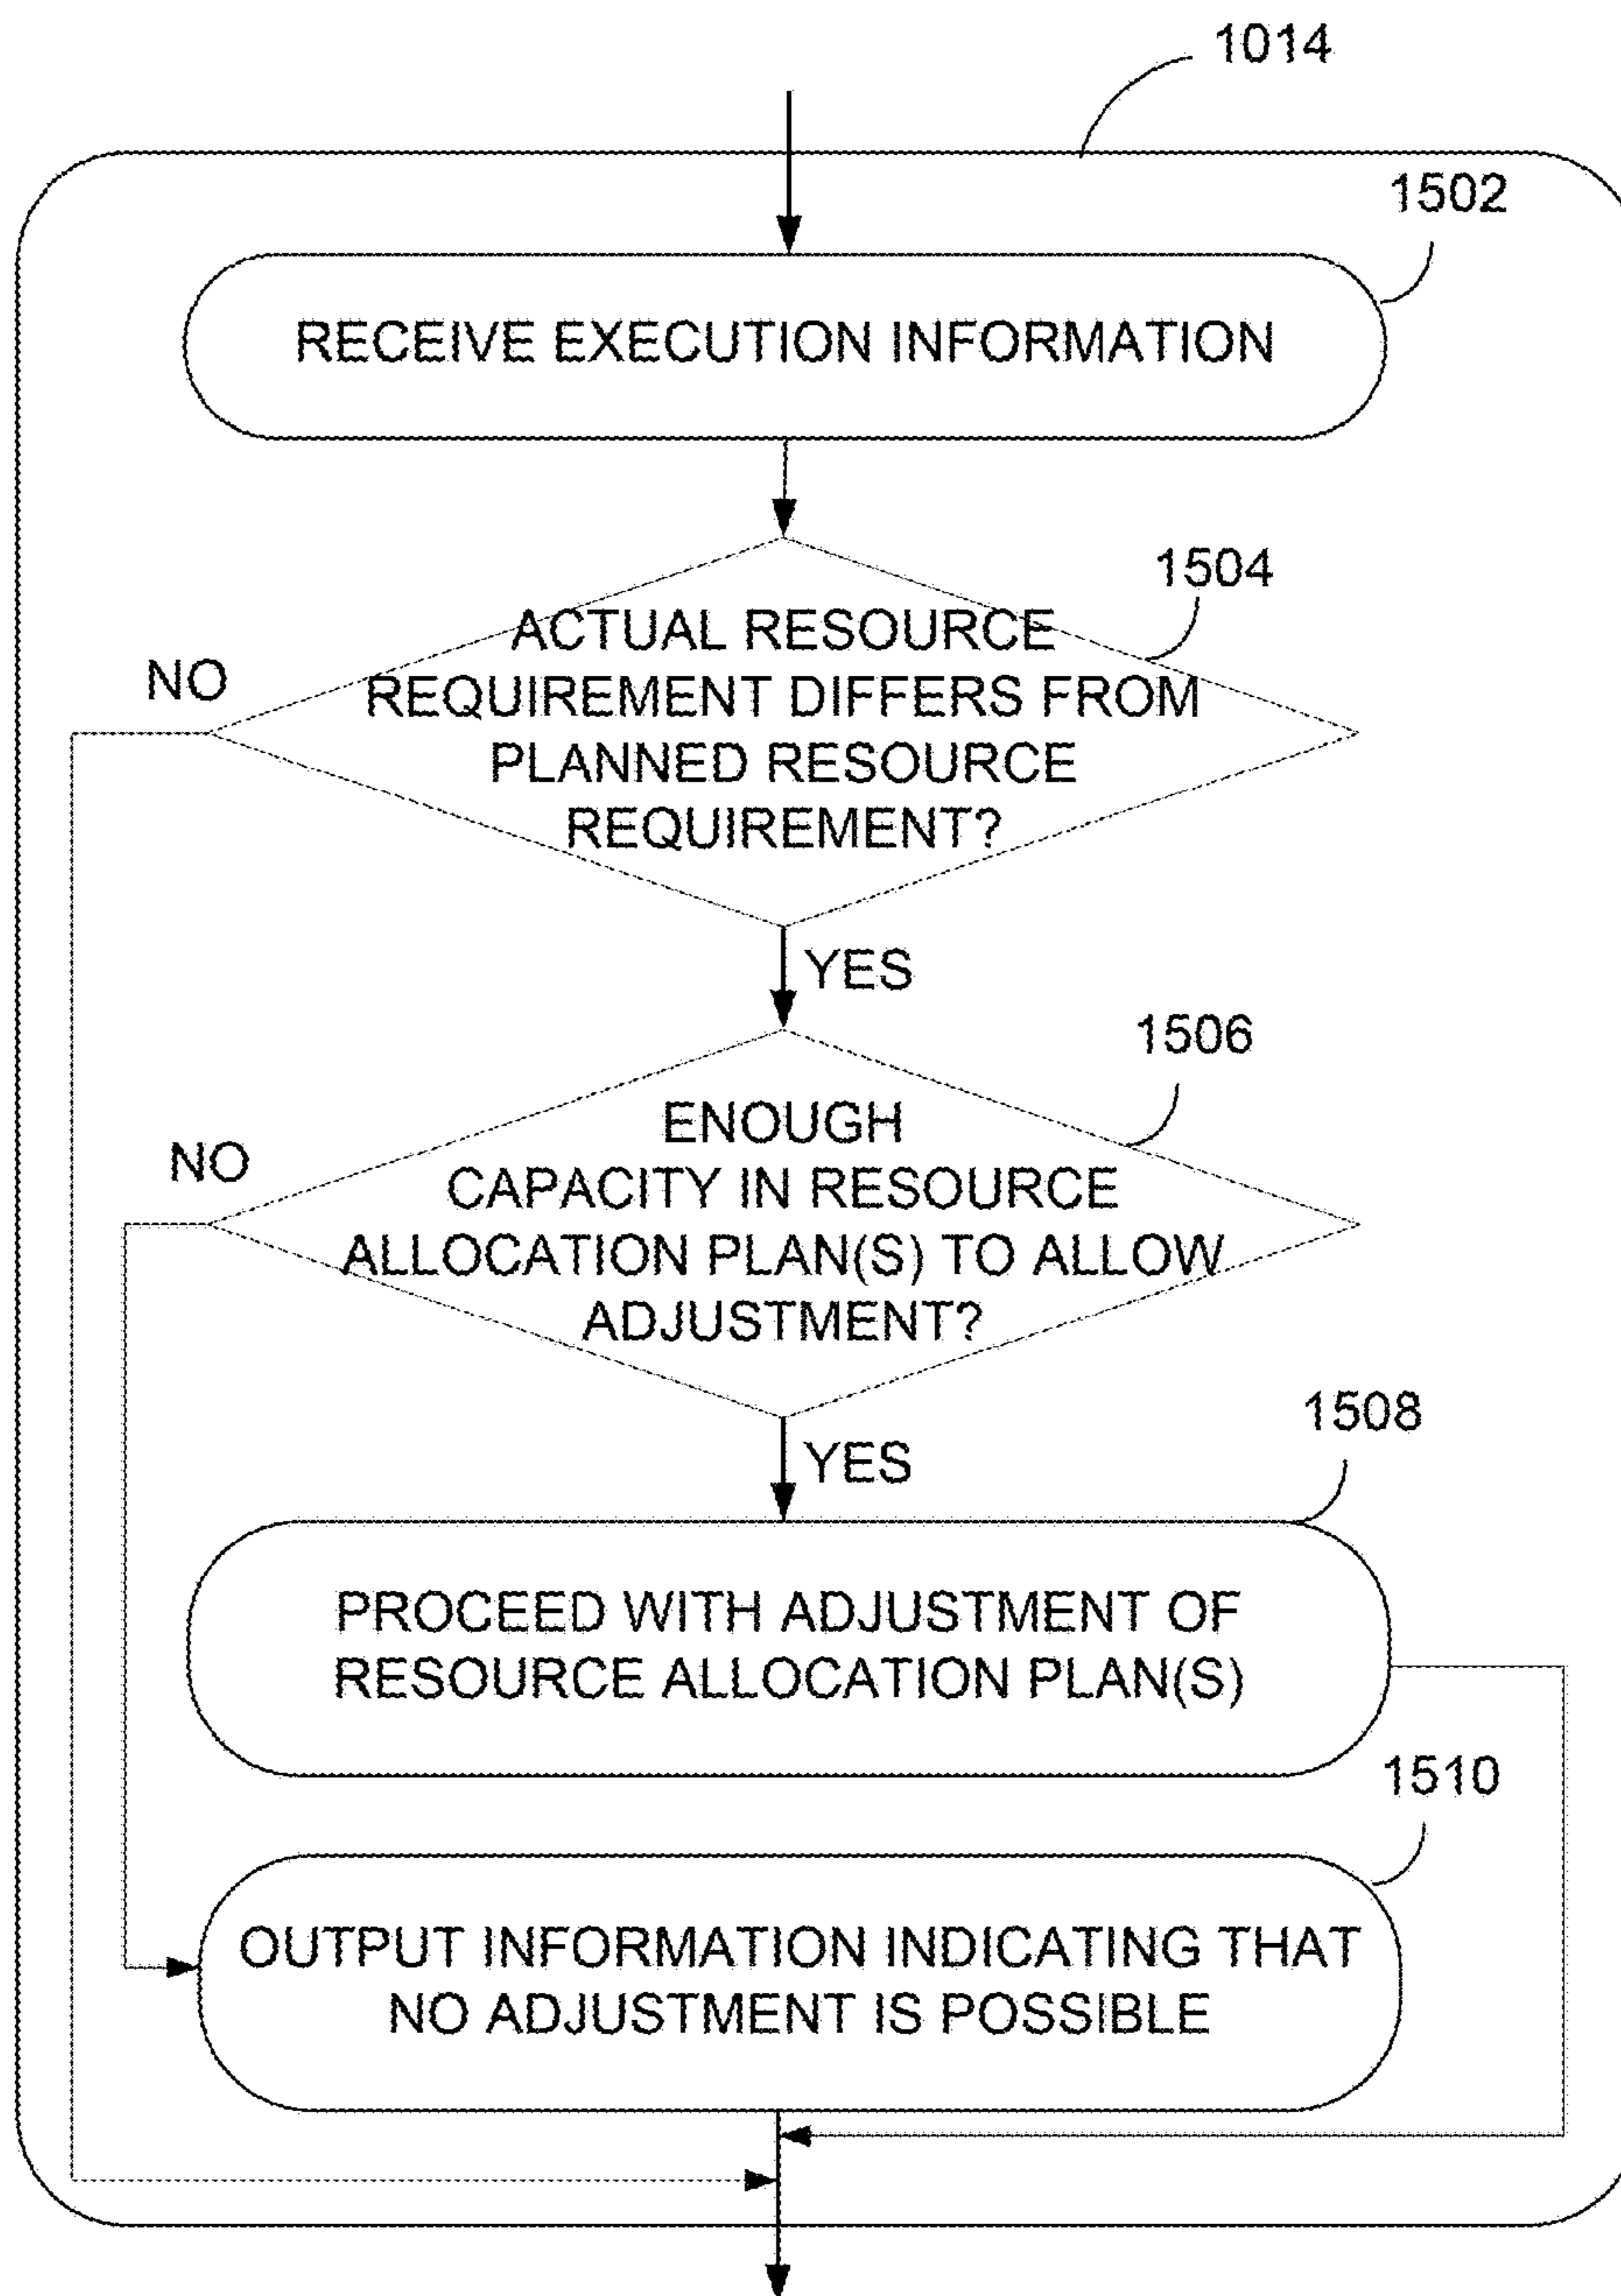 1014
1502
RECEIVE EXECUTION INFORMATION
1504
ACTUAL RESOURCE
NO
REQUIREMENT DIFFERS FROM
PLANNED RESOURCE
REQUIREMENT?
YES
1506
ENOUGH
NO
CAPACITY IN RESOURCE
ALLOCATION PLAN(S) TO ALLOW
ADJUSTMENT?
1508
YES
PROCEED WITH ADJUSTMENT OF
RESOURCE ALLOCATION PLAN(S)
1510
OUTPUT INFORMATION INDICATING THAT
NO ADJUSTMENT IS POSSIBLE